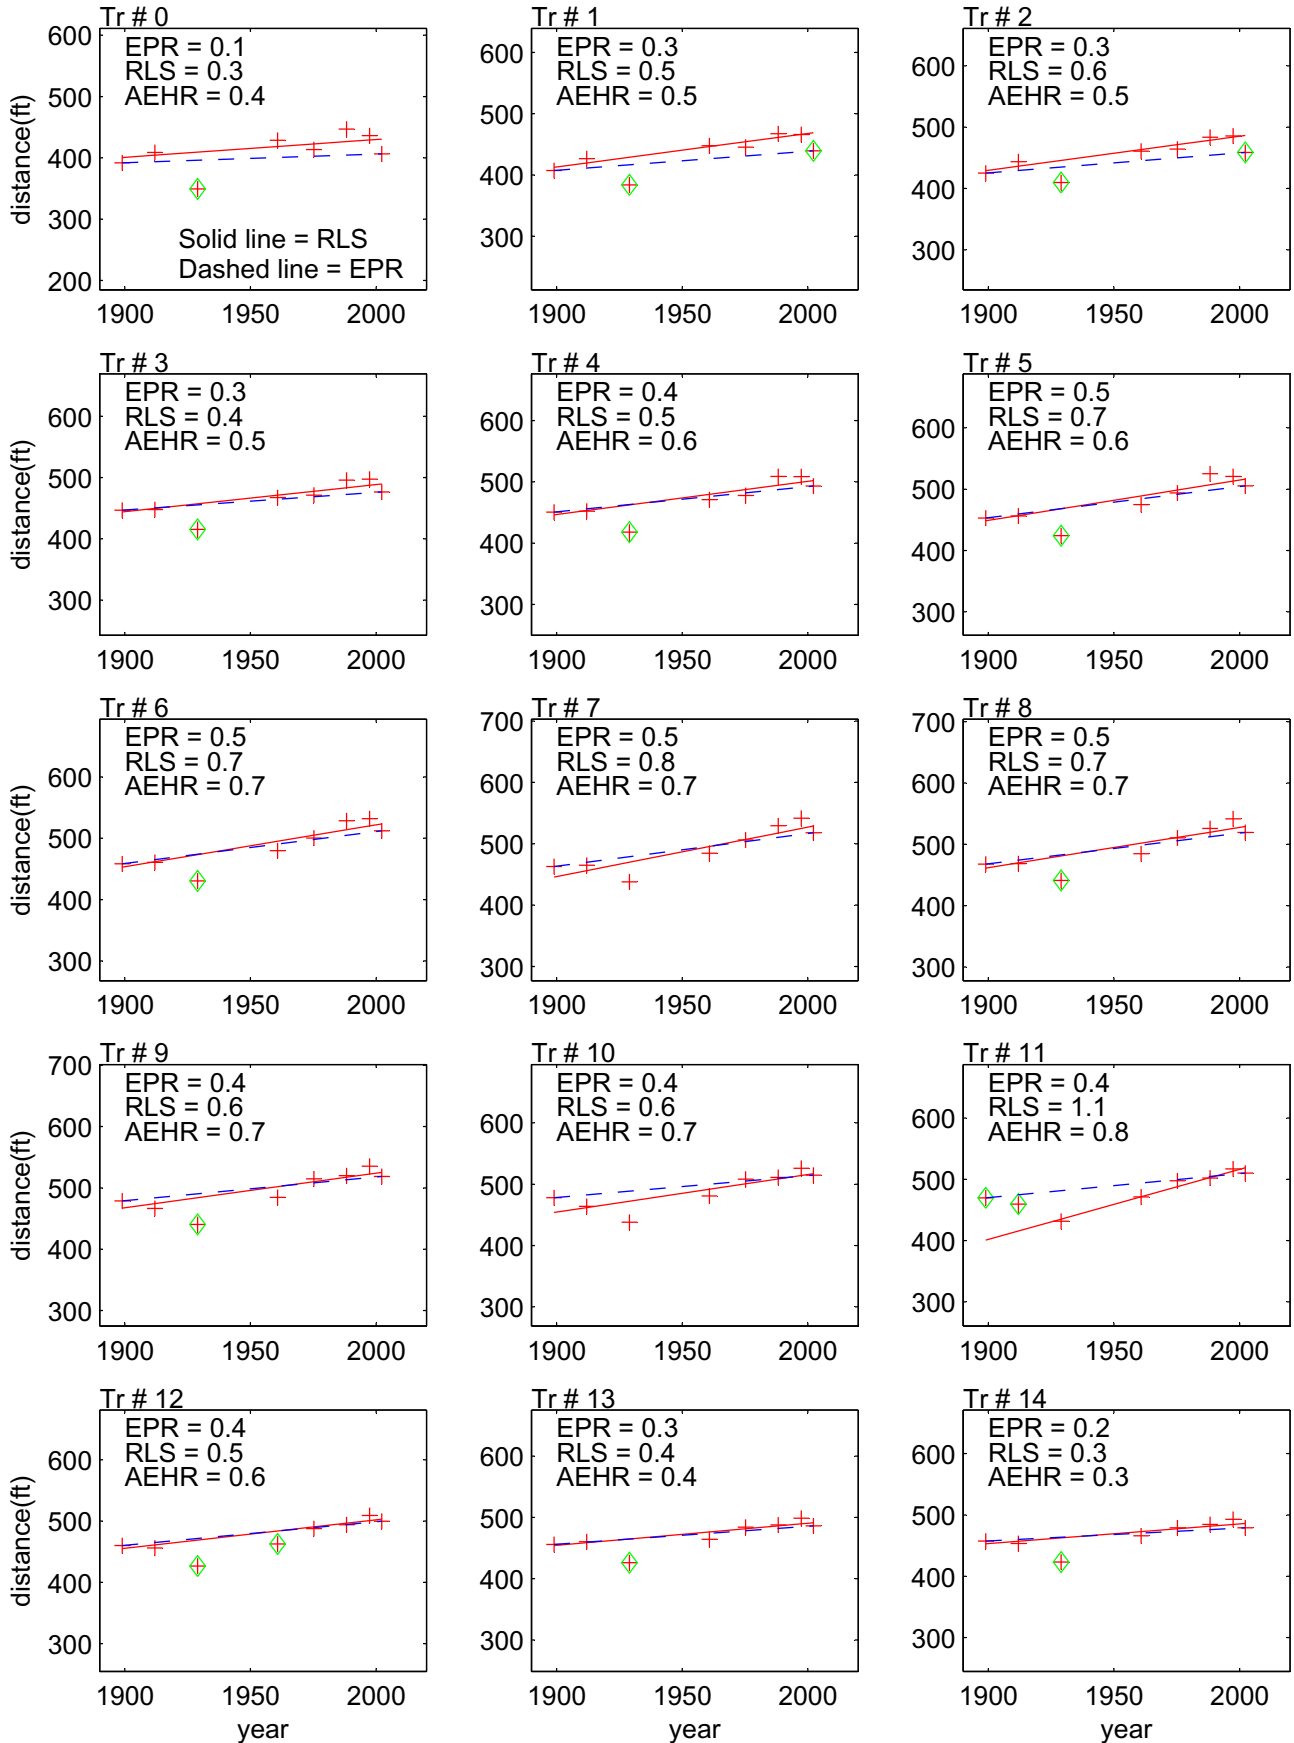 Tr # 0
EPR = 0.1
RLS = 0.3
AEHR = 0.4
Solid line = RLS
Dashed line = EPR
distance(ft)
600
500
400
300
200
1900
1950
2000
Tr # 1
EPR = 0.3
RLS = 0.5
AEHR = 0.5
600
500
400
300
1900
1950
2000
Tr # 2
EPR = 0.3
RLS = 0.6
AEHR = 0.5
600
500
400
300
1900
1950
2000
Tr # 3
EPR = 0.3
RLS = 0.4
AEHR = 0.5
distance(ft)
600
500
400
300
1900
1950
2000
Tr # 4
EPR = 0.4
RLS = 0.5
AEHR = 0.6
600
500
400
300
1900
1950
2000
Tr # 5
EPR = 0.5
RLS = 0.7
AEHR = 0.6
600
500
400
300
1900
1950
2000
Tr # 6
EPR = 0.5
RLS = 0.7
AEHR = 0.7
distance(ft)
600
500
400
300
1900
1950
2000
Tr # 7
EPR = 0.5
RLS = 0.8
AEHR = 0.7
700
600
500
400
300
1900
1950
2000
Tr # 8
EPR = 0.5
RLS = 0.7
AEHR = 0.7
700
600
500
400
300
1900
1950
2000
Tr # 9
EPR = 0.4
RLS = 0.6
AEHR = 0.7
distance(ft)
700
600
500
400
300
1900
1950
2000
Tr # 10
EPR = 0.4
RLS = 0.6
AEHR = 0.7
600
500
400
300
1900
1950
2000
Tr # 11
EPR = 0.4
RLS = 1.1
AEHR = 0.8
600
500
400
300
1900
1950
2000
Tr # 12
EPR = 0.4
RLS = 0.5
AEHR = 0.6
distance(ft)
600
500
400
300
1900
1950
2000
year
Tr # 13
EPR = 0.3
RLS = 0.4
AEHR = 0.4
600
500
400
300
1900
1950
2000
year
Tr # 14
EPR = 0.2
RLS = 0.3
AEHR = 0.3
600
500
400
300
1900
1950
2000
year